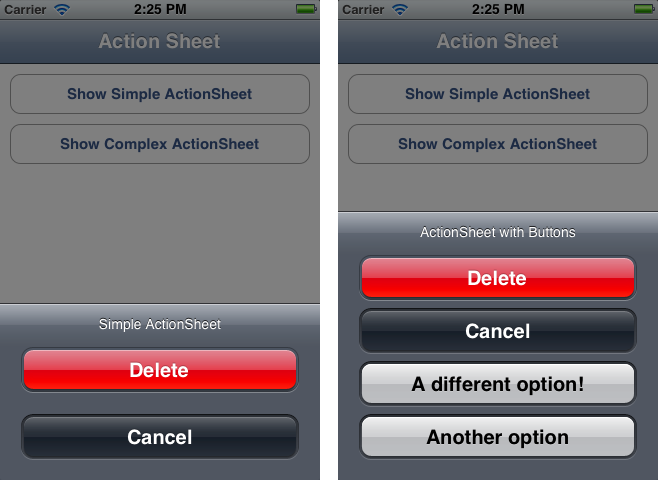 Carrier 2:25 PM
Action Sheet
Show Simple ActionSheet
Show Complex ActionSheet
Simple ActionSheet
Delete
Cancel
Carrier 2:25 PM
Action Sheet
Show Simple ActionSheet
Show Complex ActionSheet
ActionSheet with Buttons
Delete
Cancel
A different option!
Another option